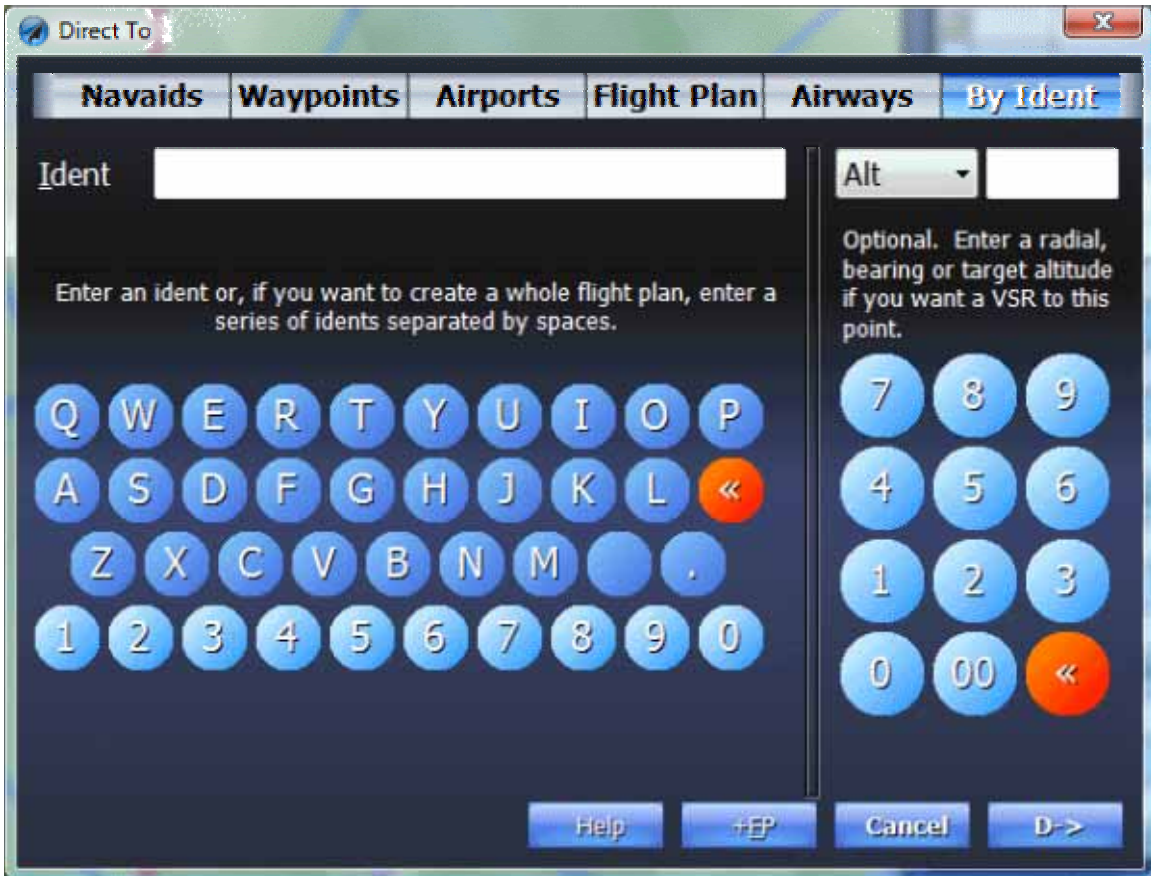 Direct To
Navaids Waypoints Airports Flight Plan Airways By Ident
Ident
Alt
Optional. Enter a radial,
bearing or target altitude
if you want a VSR to this
point.
Enter an ident or, if you want to create a whole flight plan, enter a
series of idents separated by spaces.
Q W E R T Y U I O P
A S D F G H J K L «
Z X C V B N M .
1 2 3 4 5 6 7 8 9 0
7 8 9
4 5 6
1 2 3
0 00 «
Help +FP Cancel D->